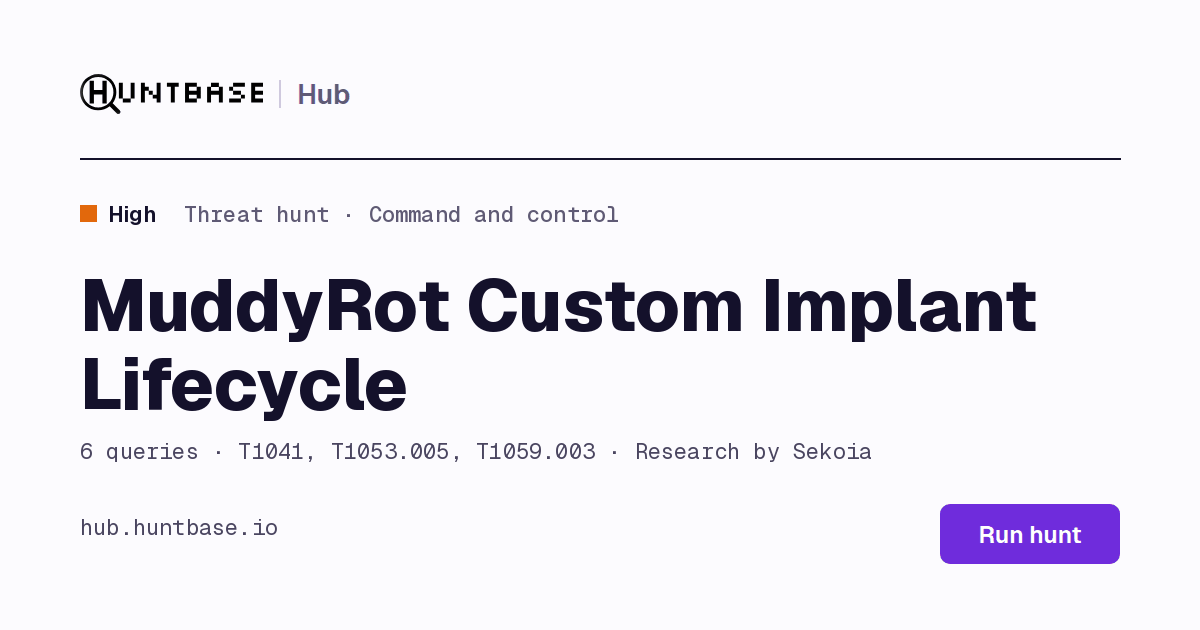 HUNTBASE | Hub
High Threat hunt · Command and control
MuddyRot Custom Implant
Lifecycle
6 queries · T1041, T1053.005, T1059.003 · Research by Sekoia
hub.huntbase.io
Run hunt